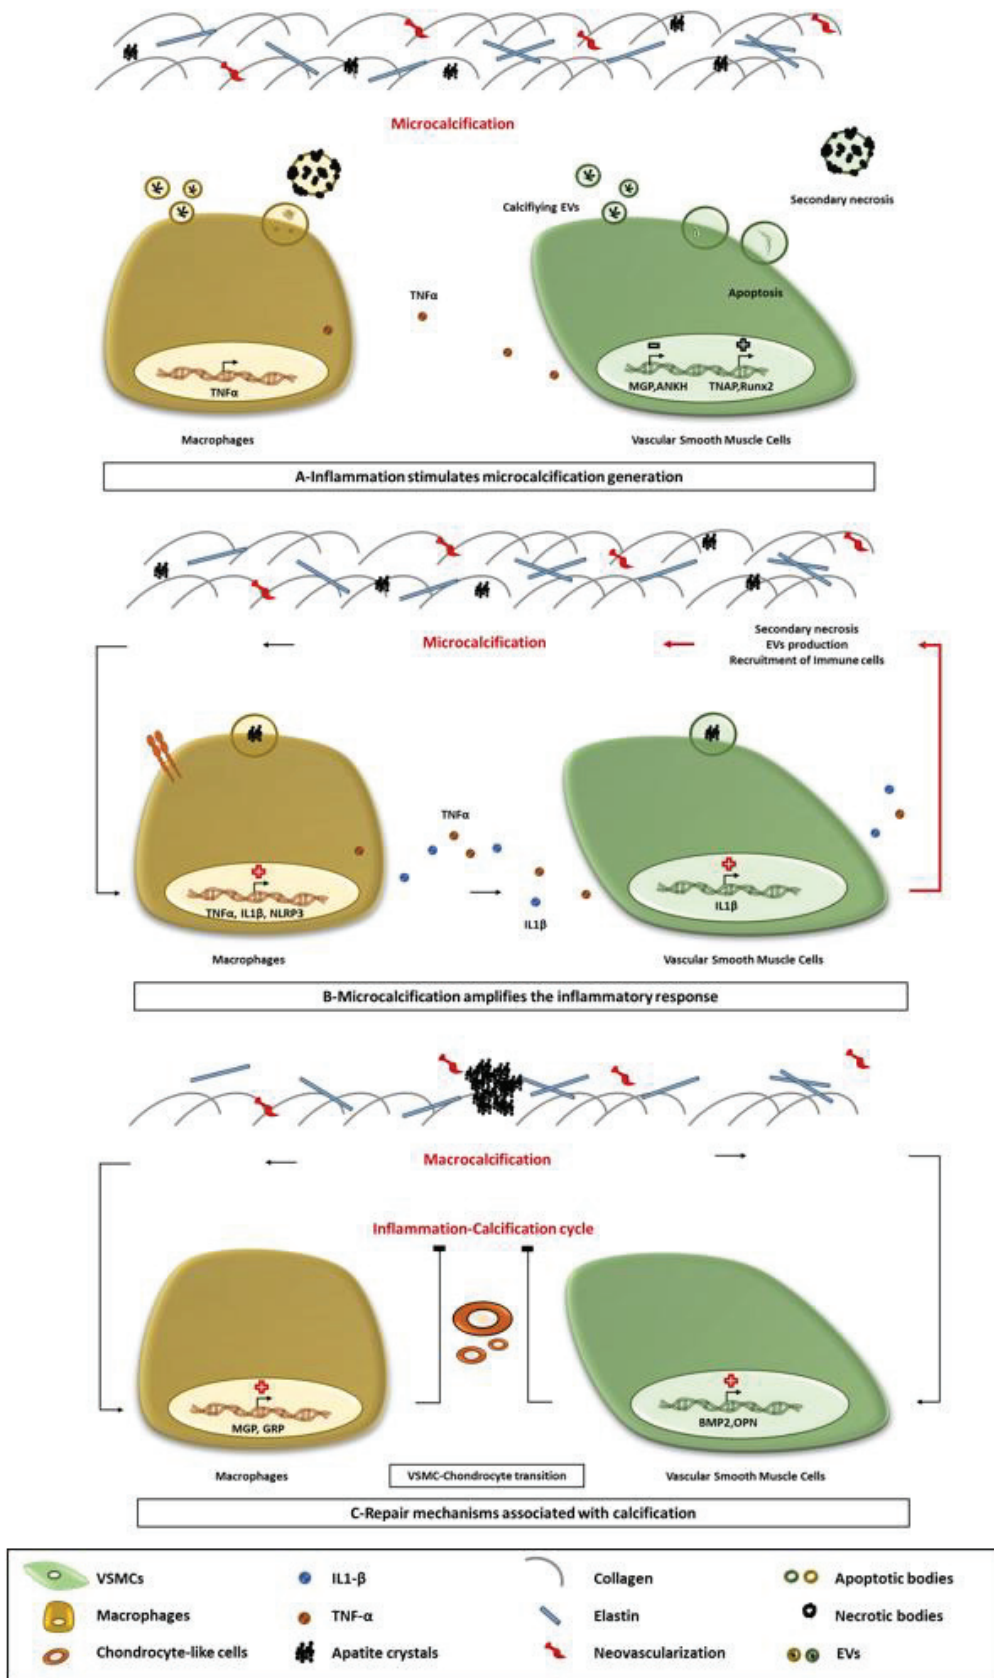 Microcalcification
Calcifiying EVs
Secondary necrosis
TNFα
Apoptosis
TNFα
MGP,ANKH TNAP,Runx2
Macrophages
Vascular Smooth Muscle Cells
A-Inflammation stimulates microcalcification generation
Secondary necrosis
Microcalcification
EVs production
Recruitment of Immune cells
TNFα
TNFα, IL1β, NLRP3
IL1β
IL1β
Macrophages
Vascular Smooth Muscle Cells
B-Microcalcification amplifies the inflammatory response
Macrocalcification
Inflammation-Calcification cycle
MGP, GRP
BMP2,OPN
Macrophages
VSMC-Chondrocyte transition
Vascular Smooth Muscle Cells
C-Repair mechanisms associated with calcification
VSMCs
IL1-β
Collagen
Apoptotic bodies
Macrophages
TNF-α
Elastin
Necrotic bodies
Chondrocyte-like cells
Apatite crystals
Neovascularization
EVs